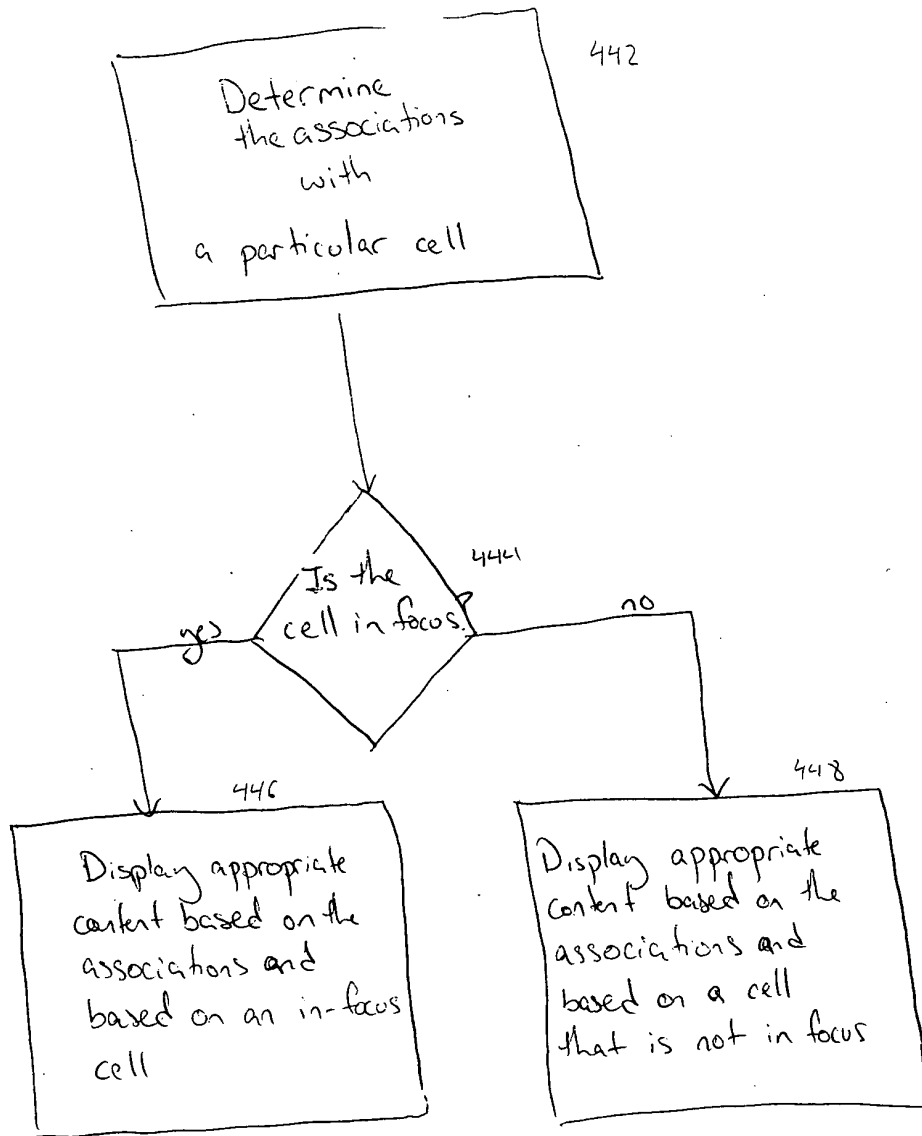 442
Determine
the associations
with
a particular cell
444
Is the
cell in focus?
yes
no
446
Display appropriate
content based on the
associations and
based on an in-focus
cell
448
Display appropriate
content based on the
associations and
based on a cell
that is not in focus